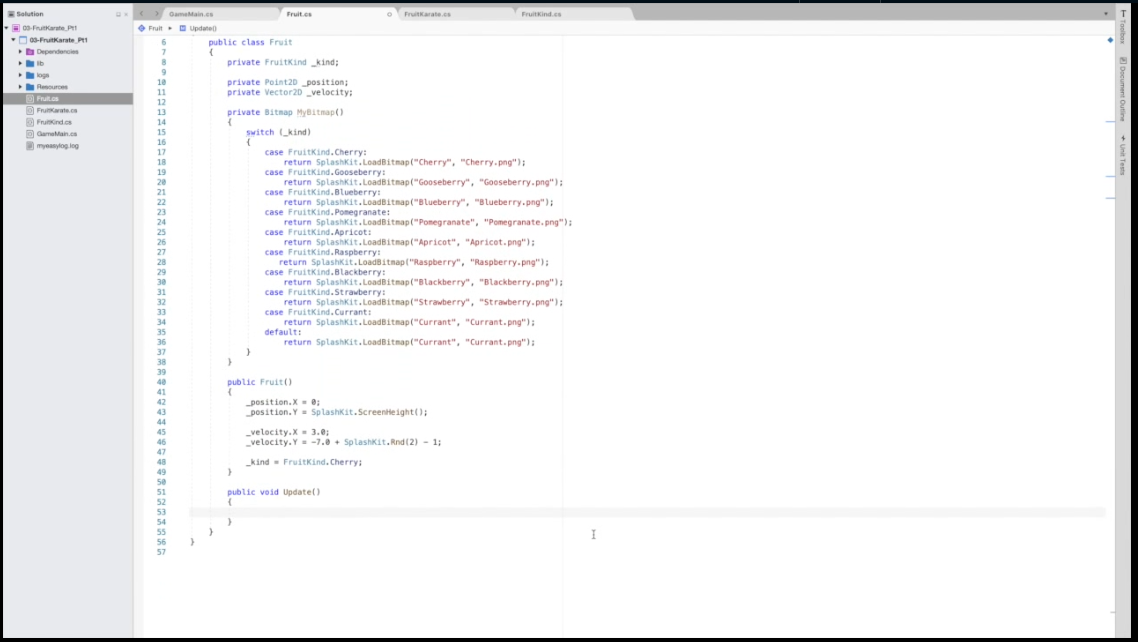 Solution
GameMain.cs
Fruit.cs
FruitKarate.cs
FruitKind.cs
Fruit
Update()
03-FruitKarate_Pt1
03-FruitKarate_Pt1
Dependencies
lib
logs
Resources
Fruit.cs
FruitKarate.cs
FruitKind.cs
GameMain.cs
myeasylog.log
6 public class Fruit
7 {
8 private FruitKind _kind;
9
10 private Point2D _position;
11 private Vector2D _velocity;
12
13 private Bitmap MyBitmap()
14 {
15 switch (_kind)
16 {
17 case FruitKind.Cherry:
18 return SplashKit.LoadBitmap("Cherry", "Cherry.png");
19 case FruitKind.Gooseberry:
20 return SplashKit.LoadBitmap("Gooseberry", "Gooseberry.png");
21 case FruitKind.Blueberry:
22 return SplashKit.LoadBitmap("Blueberry", "Blueberry.png");
23 case FruitKind.Pomegranate:
24 return SplashKit.LoadBitmap("Pomegranate", "Pomegranate.png");
25 case FruitKind.Apricot:
26 return SplashKit.LoadBitmap("Apricot", "Apricot.png");
27 case FruitKind.Raspberry:
28 return SplashKit.LoadBitmap("Raspberry", "Raspberry.png");
29 case FruitKind.Blackberry:
30 return SplashKit.LoadBitmap("Blackberry", "Blackberry.png");
31 case FruitKind.Strawberry:
32 return SplashKit.LoadBitmap("Strawberry", "Strawberry.png");
33 case FruitKind.Currant:
34 return SplashKit.LoadBitmap("Currant", "Currant.png");
35 default:
36 return SplashKit.LoadBitmap("Currant", "Currant.png");
37 }
38 }
39
40 public Fruit()
41 {
42 _position.X = 0;
43 _position.Y = SplashKit.ScreenHeight();
44
45 _velocity.X = 3.0;
46 _velocity.Y = -7.0 + SplashKit.Rnd(2) - 1;
47
48 _kind = FruitKind.Cherry;
49 }
50
51 public void Update()
52 {
53
54 }
55 }
56 }
57
Toolbox
Document Outline
Unit Tests